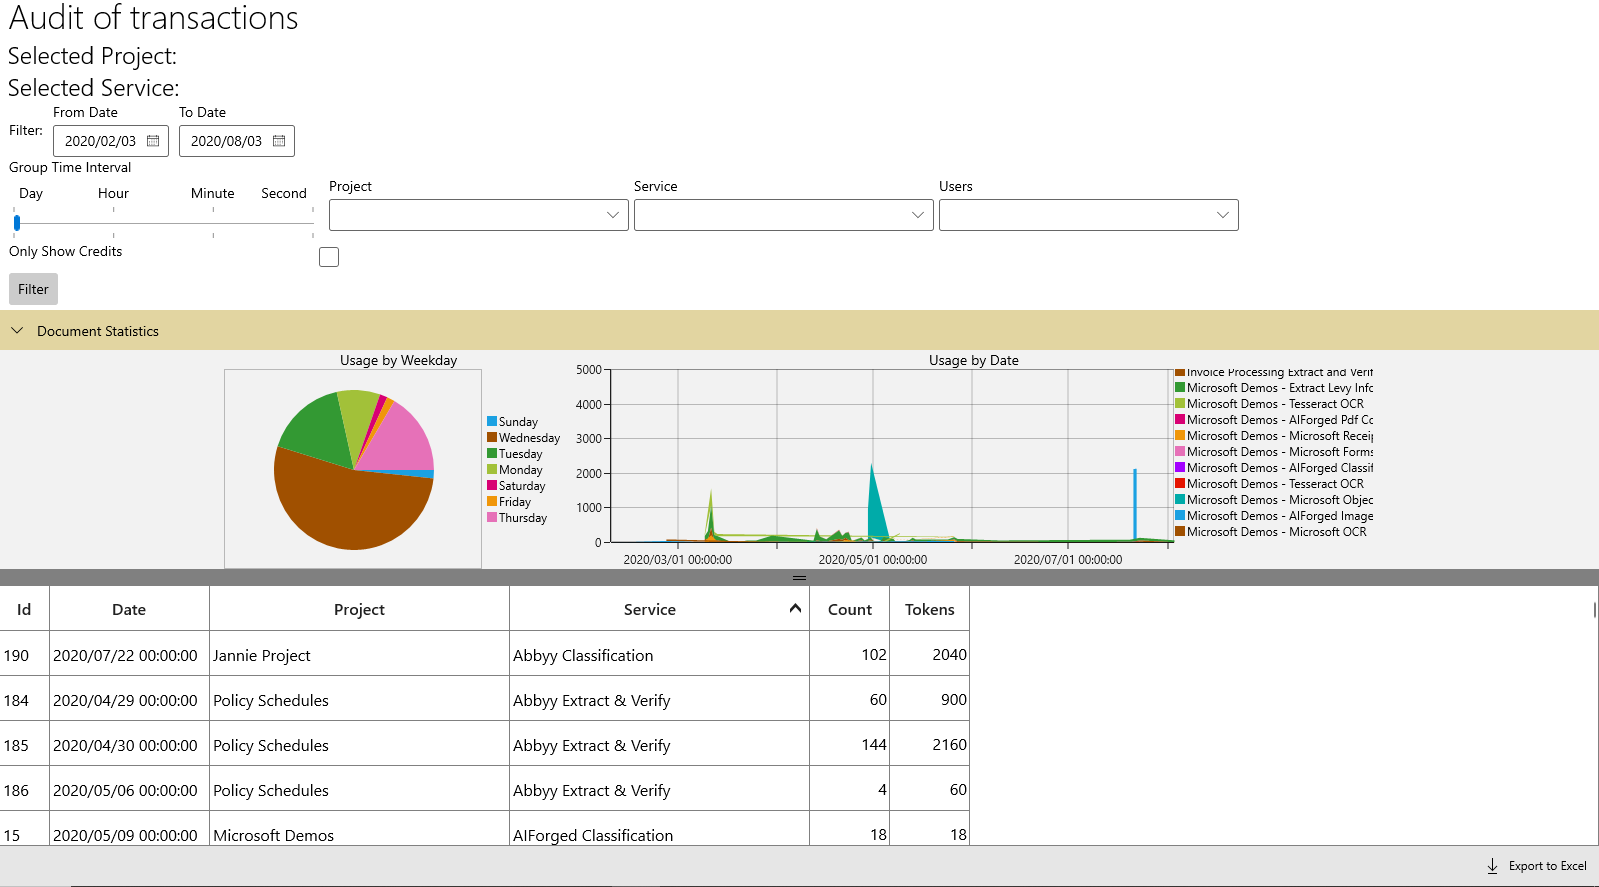 Audit of transactions
Selected Project:
Selected Service:
From Date To Date
Filter: 2020/02/03 2020/08/03
Group Time Interval
Day Hour Minute Second
Project Service Users
Only Show Credits
Filter
Document Statistics
Usage by Weekday
Sunday
Wednesday
Tuesday
Monday
Saturday
Friday
Thursday
Usage by Date
5000
4000
3000
2000
1000
0
2020/03/01 00:00:00 2020/05/01 00:00:00 2020/07/01 00:00:00
Invoice Processing Extract and Verif
Microsoft Demos - Extract Levy Info
Microsoft Demos - Tesseract OCR
Microsoft Demos - AIForged Pdf Co
Microsoft Demos - Microsoft Receip
Microsoft Demos - Microsoft Forms
Microsoft Demos - AIForged Classif
Microsoft Demos - Tesseract OCR
Microsoft Demos - Microsoft Objec
Microsoft Demos - AIForged Image
Microsoft Demos - Microsoft OCR
Id Date Project Service Count Tokens
190 2020/07/22 00:00:00 Jannie Project Abbyy Classification 102 2040
184 2020/04/29 00:00:00 Policy Schedules Abbyy Extract & Verify 60 900
185 2020/04/30 00:00:00 Policy Schedules Abbyy Extract & Verify 144 2160
186 2020/05/06 00:00:00 Policy Schedules Abbyy Extract & Verify 4 60
15 2020/05/09 00:00:00 Microsoft Demos AIForged Classification 18 18
Export to Excel